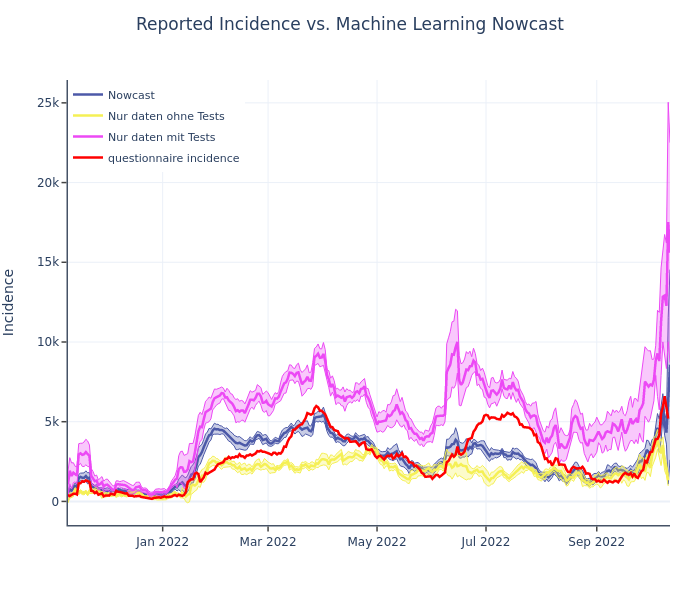 Reported Incidence vs. Machine Learning Nowcast
Nowcast
Nur daten ohne Tests
Nur daten mit Tests
questionnaire incidence
25k
20k
15k
10k
5k
0
Incidence
Jan 2022
Mar 2022
May 2022
Jul 2022
Sep 2022